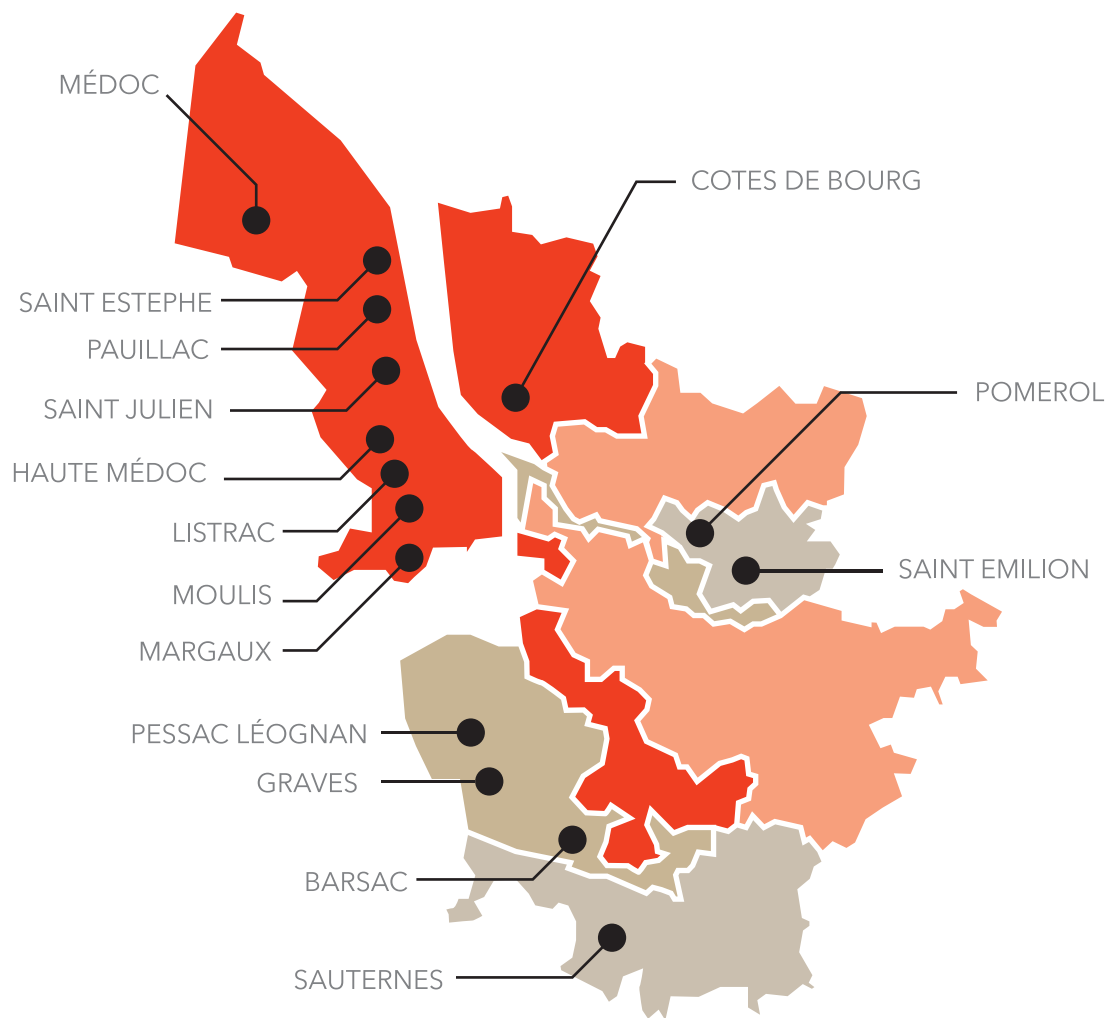 MÉDOC
COTES DE BOURG
SAINT ESTEPHE
PAUILLAC
POMEROL
SAINT JULIEN
HAUTE MÉDOC
LISTRAC
SAINT EMILION
MOULIS
MARGAUX
PESSAC LÉOGNAN
GRAVES
BARSAC
SAUTERNES